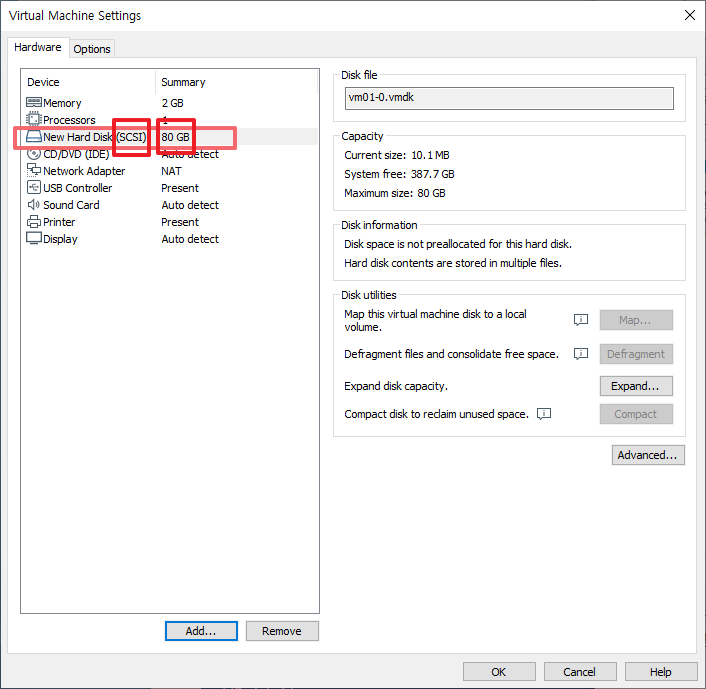 Virtual Machine Settings
Hardware Options
Device Summary
Memory 2 GB
Processors 1
New Hard Disk (SCSI) 80 GB
CD/DVD (IDE) Auto detect
Network Adapter NAT
USB Controller Present
Sound Card Auto detect
Printer Present
Display Auto detect
Add... Remove
Disk file
vm01-0.vmdk
Capacity
Current size: 10.1 MB
System free: 387.7 GB
Maximum size: 80 GB
Disk information
Disk space is not preallocated for this hard disk.
Hard disk contents are stored in multiple files.
Disk utilities
Map this virtual machine disk to a local
volume.
Map...
Defragment files and consolidate free space. Defragment
Expand disk capacity. Expand...
Compact disk to reclaim unused space. Compact
Advanced...
OK Cancel Help